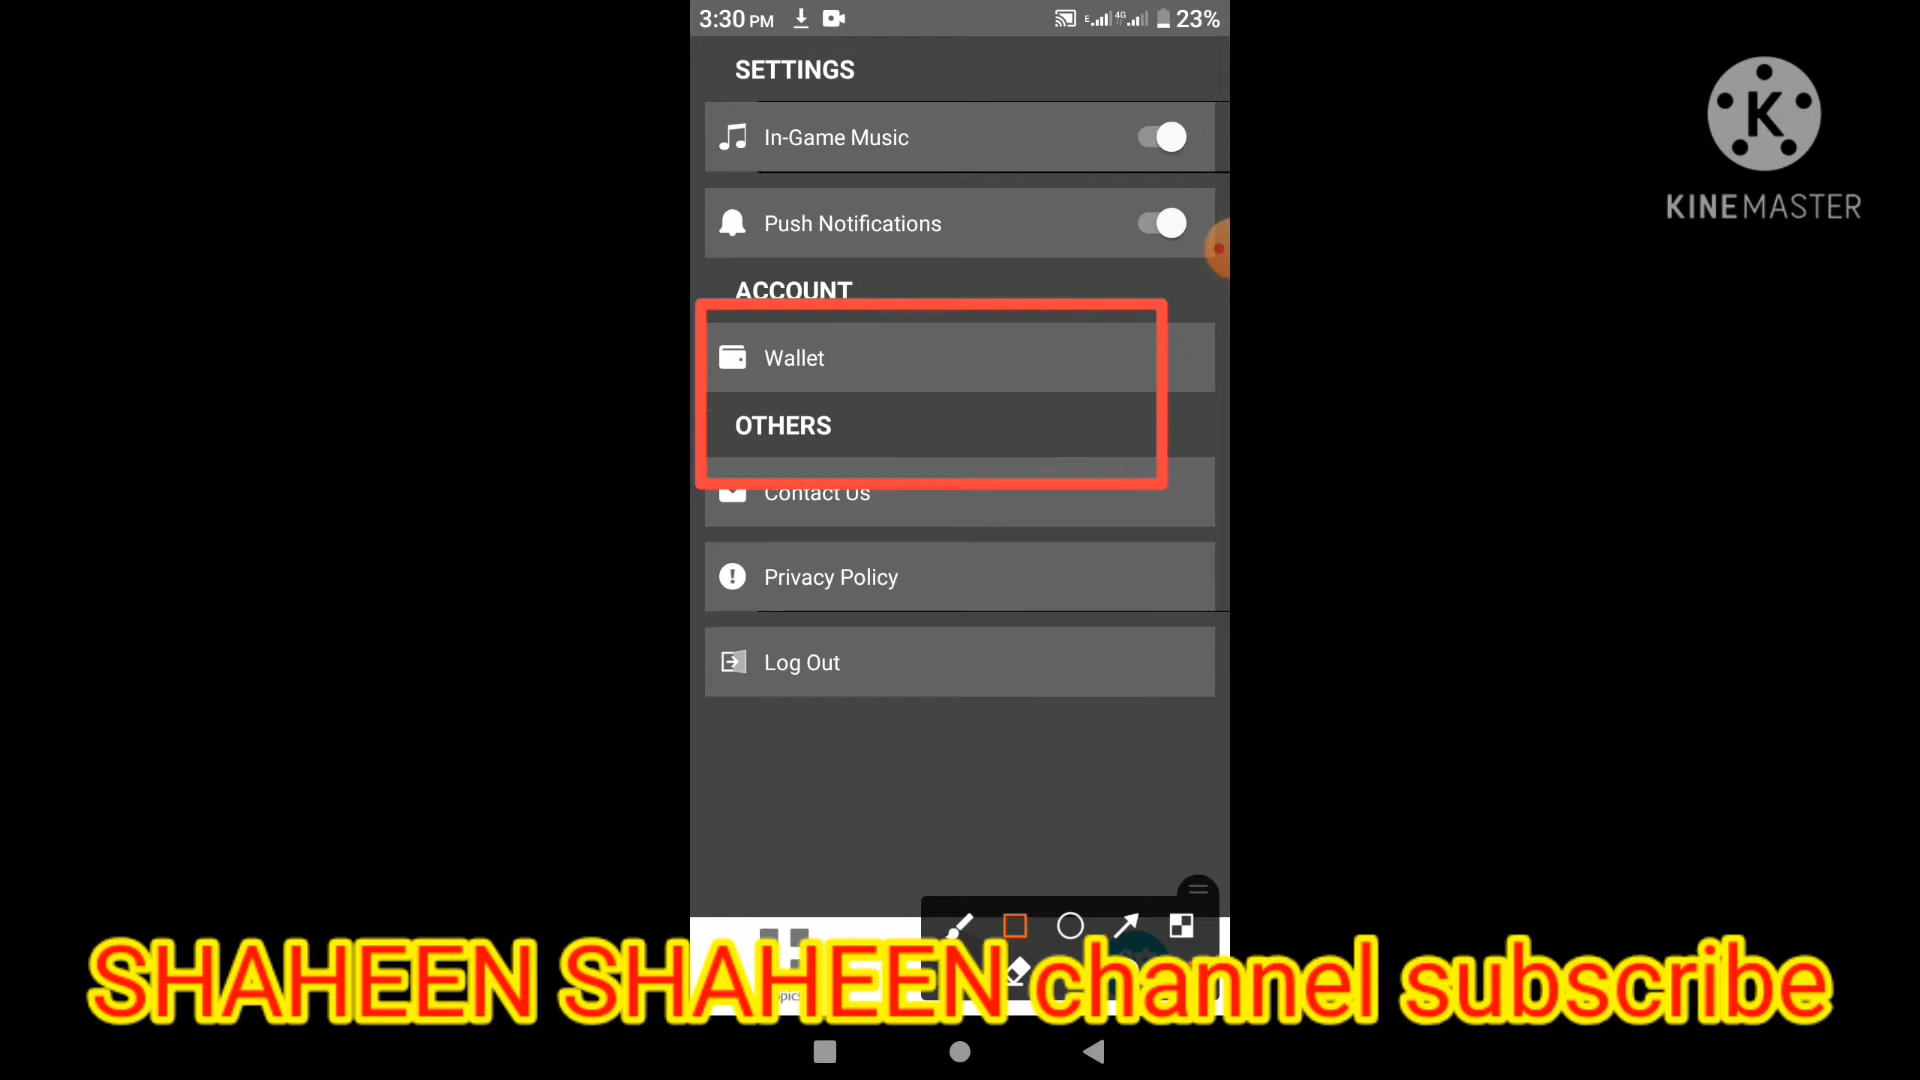 3:30 PM
E 4G 23%
SETTINGS
In-Game Music
K
KINEMASTER
Push Notifications
ACCOUNT
Wallet
OTHERS
Contact Us
Privacy Policy
Log Out
SHAHEEN SHAHEEN channel subscribe